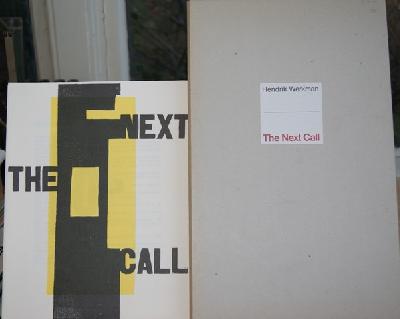 NEXT
THE
CALL
Hendrik Werkman
The Next Call